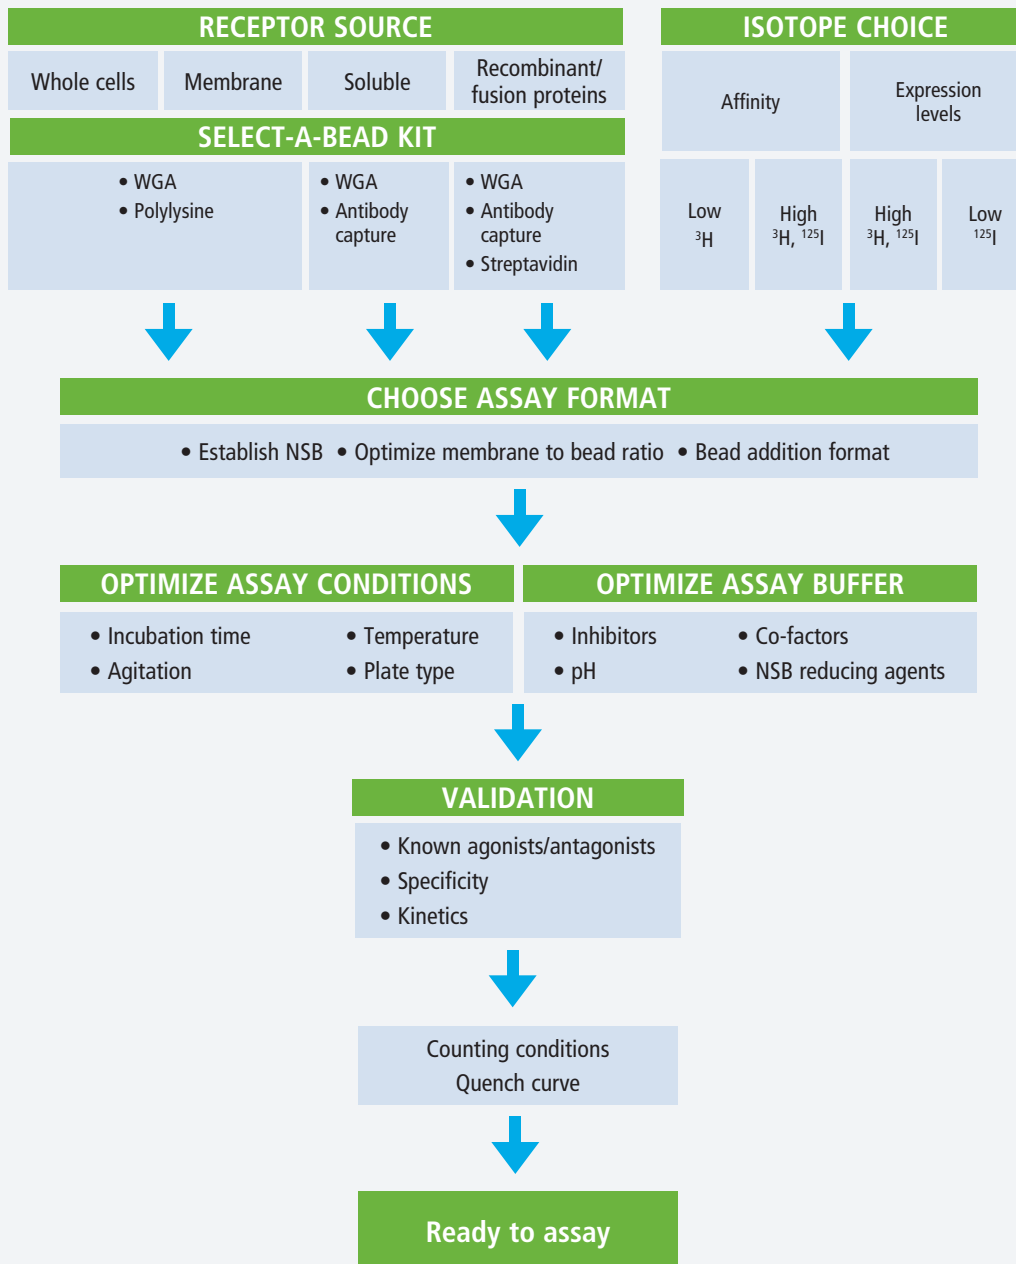 RECEPTOR SOURCE
Whole cells
Membrane
Soluble
Recombinant/
fusion proteins
SELECT-A-BEAD KIT
• WGA
• Polylysine
• WGA
• Antibody
capture
• WGA
• Antibody
capture
• Streptavidin
ISOTOPE CHOICE
Affinity
Expression
levels
Low
³H
High
³H, ¹²⁵I
High
³H, ¹²⁵I
Low
¹²⁵I
CHOOSE ASSAY FORMAT
• Establish NSB • Optimize membrane to bead ratio • Bead addition format
OPTIMIZE ASSAY CONDITIONS
• Incubation time
• Temperature
• Agitation
• Plate type
OPTIMIZE ASSAY BUFFER
• Inhibitors
• Co-factors
• pH
• NSB reducing agents
VALIDATION
• Known agonists/antagonists
• Specificity
• Kinetics
Counting conditions
Quench curve
Ready to assay